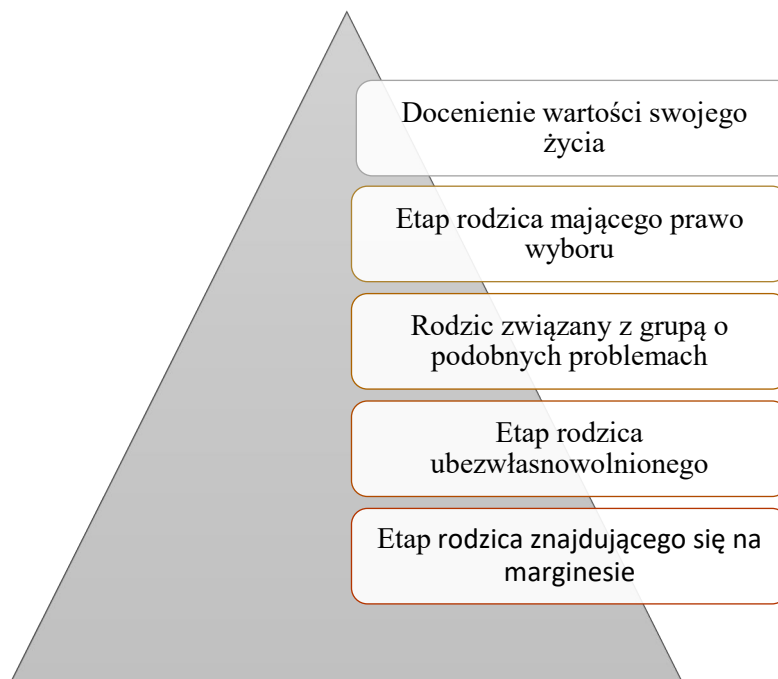 Docenienie wartości swojego
życia
Etap rodzica mającego prawo
wyboru
Rodzic związany z grupą o
podobnych problemach
Etap rodzica
ubezwłasnowolnionego
Etap rodzica znajdującego się na
marginesie